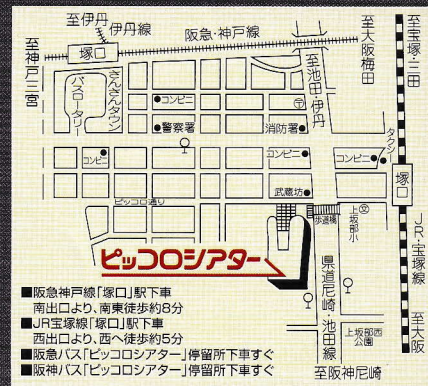 至伊丹
伊丹線
阪急・神戸線
塚口
至神戸三宮
バスロータリー
さんさんタウン
コンビニ
警察署
コンビニ
至池田・伊丹
消防署
コンビニ
武蔵坊
至大阪梅田
至宝塚・三田
タクシー
コンビニ
塚口
ピッコロ通り
歩道橋
上坂部小
JR・宝塚線
ピッコロシアター
県道尼崎・池田線
上坂部西公園
至大阪
至阪神尼崎
■阪急神戸線「塚口」駅下車
南出口より、南東徒歩約8分
■JR宝塚線「塚口」駅下車
西出口より、西へ徒歩約5分
■阪急バス「ピッコロシアター」停留所下車すぐ
■阪神バス「ピッコロシアター」停留所下車すぐ